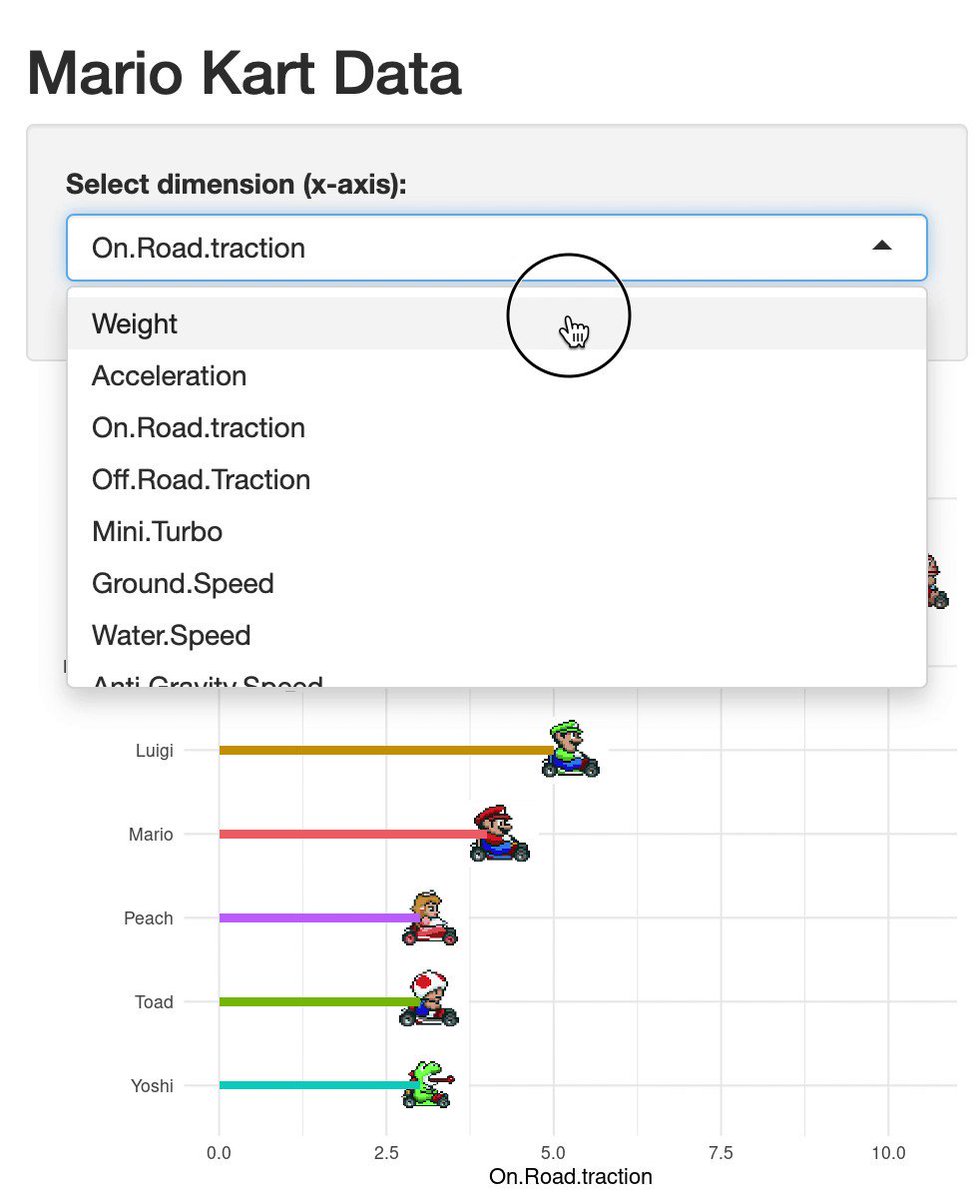 Mario Kart Data
Select dimension (x-axis):
On.Road.traction
Weight
Acceleration
On.Road.traction
Off.Road.Traction
Mini.Turbo
Ground.Speed
Water.Speed
Anti.Gravity.Speed
Luigi
Mario
Peach
Toad
Yoshi
0.0 2.5 5.0 7.5 10.0
On.Road.traction